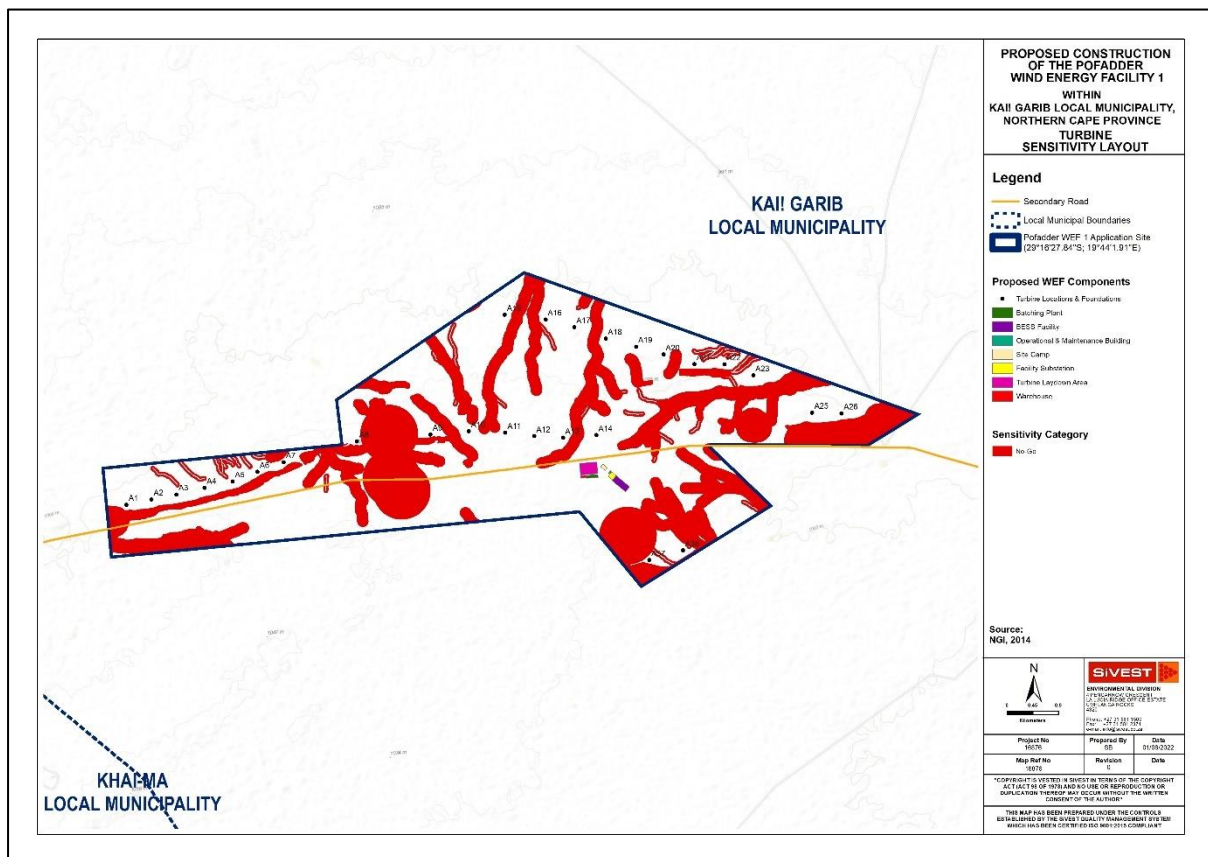 PROPOSED CONSTRUCTION
OF THE POFADDER
WIND ENERGY FACILITY 1
WITHIN
KAI! GARIB LOCAL MUNICIPALITY,
NORTHERN CAPE PROVINCE
TURBINE
SENSITIVITY LAYOUT
Legend
Secondary Road
Local Municipal Boundaries
Pofadder WEF 1 Application Site
(29°16'27.84"S; 19°44'1.91"E)
Proposed WEF Components
Turbine Locations & Foundations
Batching Plant
BESS Facility
Operational & Maintenance Building
Site Camp
Facility Substation
Turbine Laydown Area
Warehouse
Sensitivity Category
No-Go
Source:
NGI, 2014
N
0 0.45 0.9
Kilometers
SiVEST
ENVIRONMENTAL DIVISION
Project No
Prepared By
Date
SB
Map Ref No
Revision
Date
0
"COPYRIGHT IS VESTED IN SIVEST IN TERMS OF THE COPYRIGHT
ACT (ACT 98 OF 1978) AND NO USE OR REPRODUCTION OR
DUPLICATION THEREOF MAY OCCUR WITHOUT THE WRITTEN
CONSENT OF THE AUTHOR"
THIS MAP HAS BEEN PREPARED UNDER THE CONTROLS
ESTABLISHED BY THE SIVEST QUALITY MANAGEMENT SYSTEM
WHICH HAS BEEN CERTIFIED ISO 9001:2015 COMPLIANT
KAI! GARIB
LOCAL MUNICIPALITY
A16
A17
A18
A19
A20
A23
A25
A26
A9
A11
A12
A14
A7
A6
A5
A4
A3
A2
A1
KHAI-MA
LOCAL MUNICIPALITY